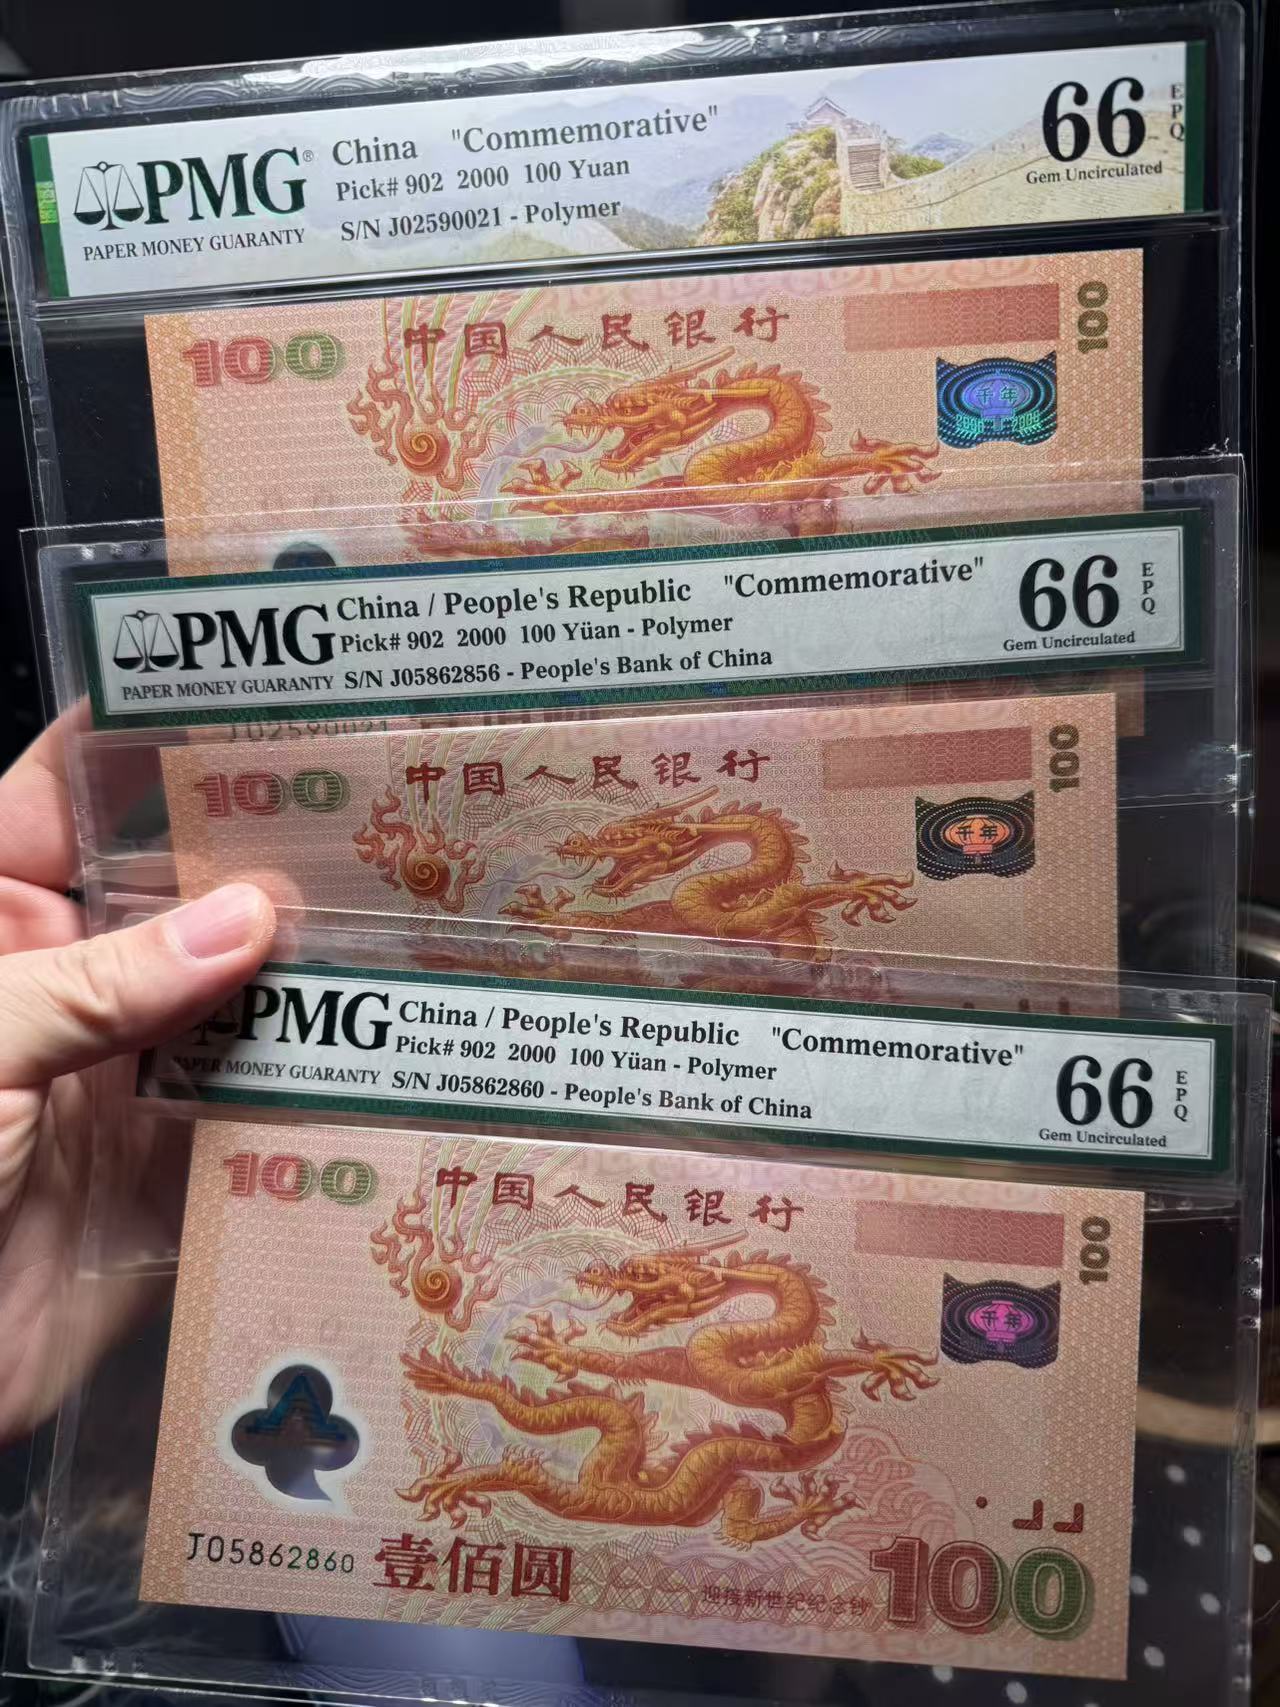 PMG®
PAPER MONEY GUARANTY
China "Commemorative"
Pick# 902 2000 100 Yuan
S/N J02590021 - Polymer
66
EPQ
Gem Uncirculated
100
中国人民银行
100
千年
2000 2000
PMG
PAPER MONEY GUARANTY
China / People's Republic "Commemorative"
Pick# 902 2000 100 Yüan - Polymer
S/N J05862856 - People's Bank of China
66
EPQ
Gem Uncirculated
J02590021
100
中国人民银行
100
千年
PMG
PAPER MONEY GUARANTY
China / People's Republic "Commemorative"
Pick# 902 2000 100 Yüan - Polymer
S/N J05862860 - People's Bank of China
66
EPQ
Gem Uncirculated
100
中国人民银行
100
千年
J05862860
壹佰圆
迎接新世纪纪念钞
100